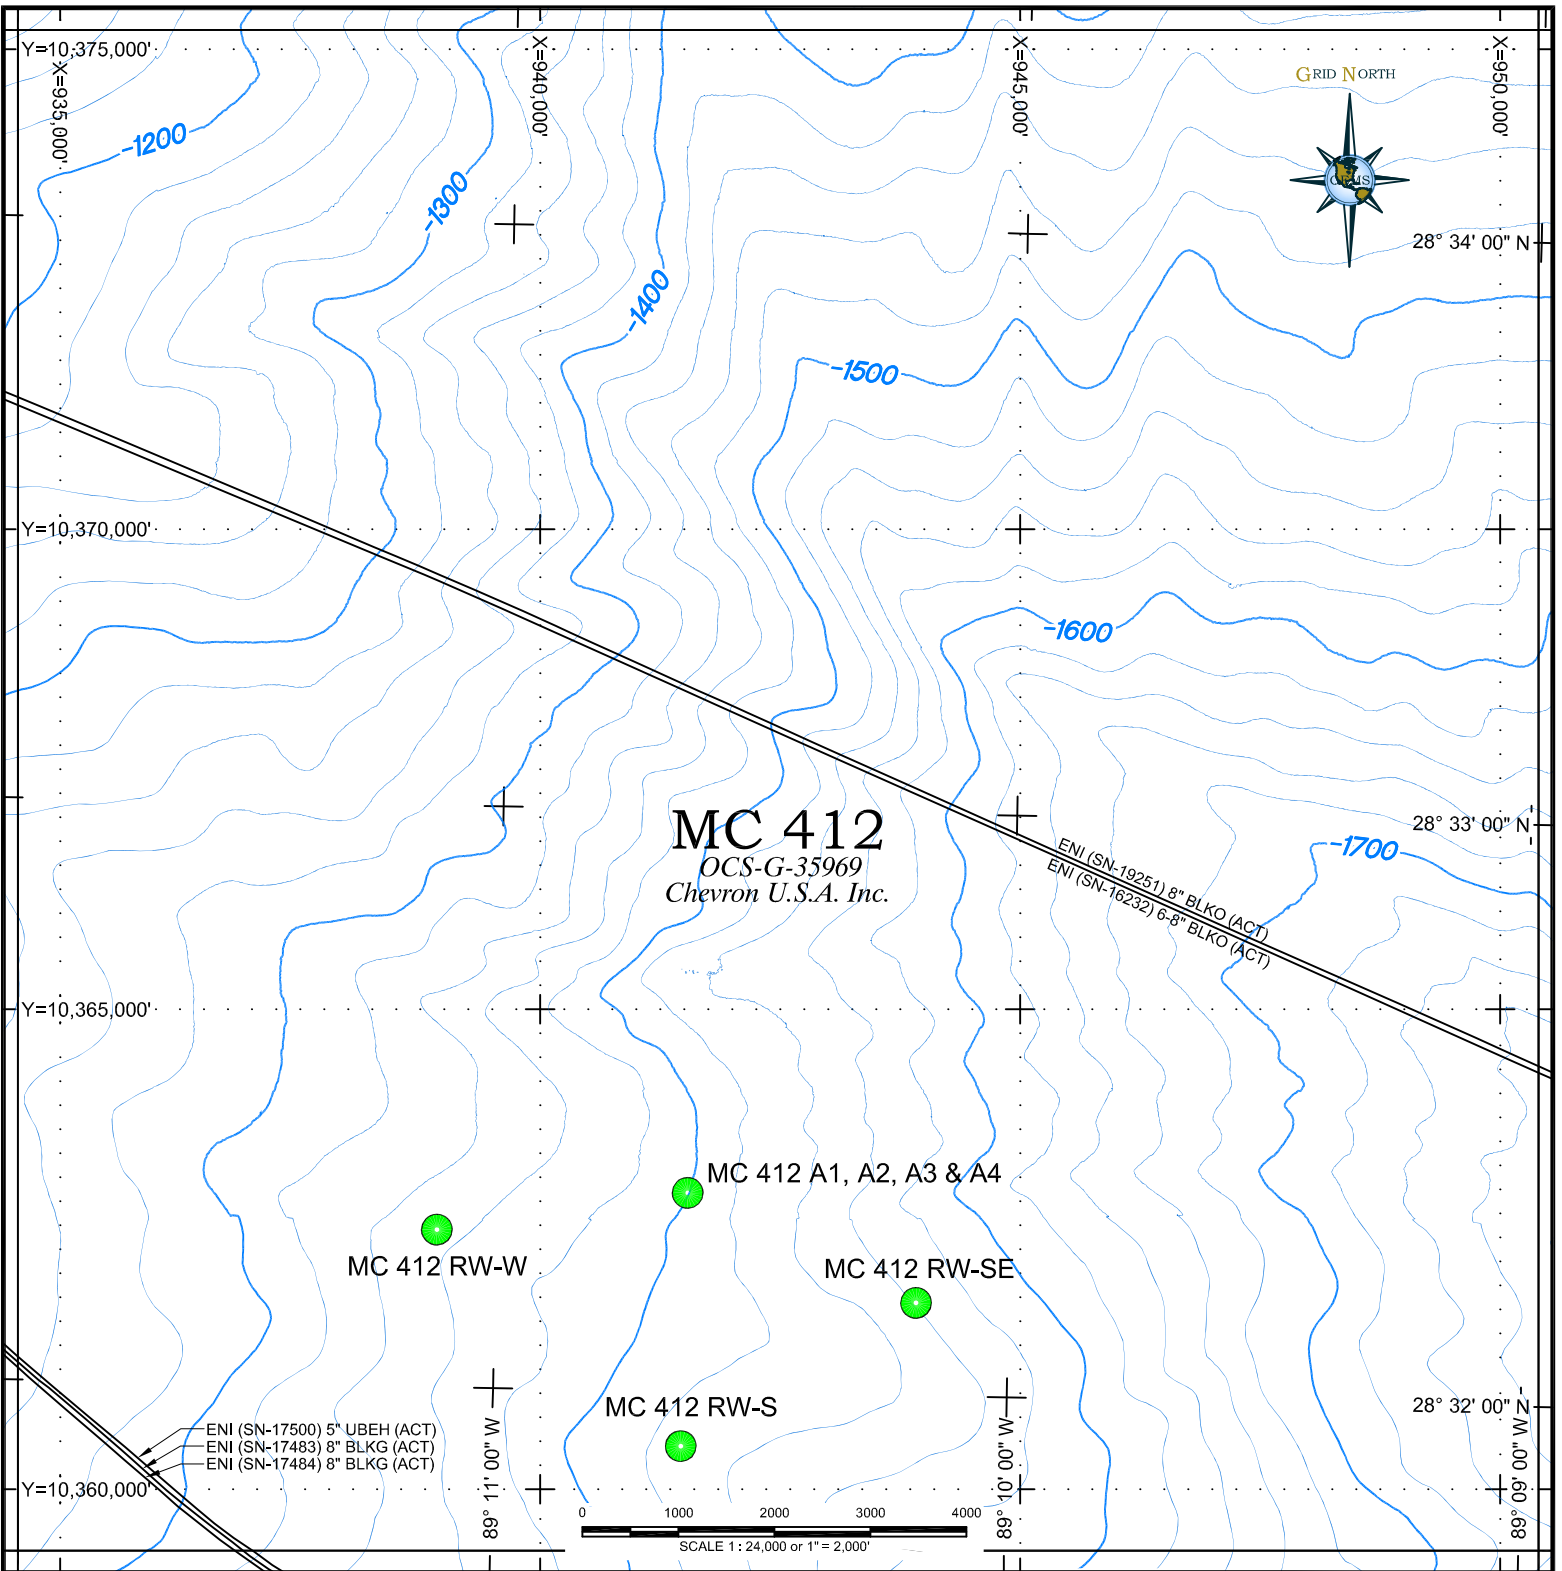 Y=10,375,000'
X=935,000'
X=940,000'
X=945,000'
X=950,000'
GRID NORTH
-1200
-1300
-1400
28° 34' 00" N
-1500
Y=10,370,000'
-1600
MC 412
OCS-G-35969
Chevron U.S.A. Inc.
28° 33' 00" N
-1700
ENI (SN-19251) 8" BLKO (ACT)
ENI (SN-16232) 6-8" BLKO (ACT)
Y=10,365,000'
MC 412 A1, A2, A3 & A4
MC 412 RW-W
MC 412 RW-SE
MC 412 RW-S
28° 32' 00" N
ENI (SN-17500) 5" UBEH (ACT)
ENI (SN-17483) 8" BLKG (ACT)
ENI (SN-17484) 8" BLKG (ACT)
Y=10,360,000'
89° 11' 00" W
89° 10' 00" W
89° 09' 00" W
0 1000 2000 3000 4000
SCALE 1 : 24,000 or 1" = 2,000'